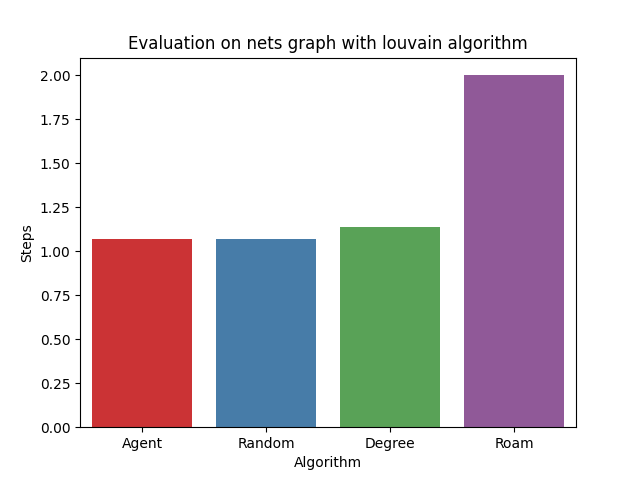 Evaluation on nets graph with louvain algorithm
2.00
1.75
1.50
1.25
1.00
0.75
0.50
0.25
0.00
Steps
Agent Random Degree Roam
Algorithm